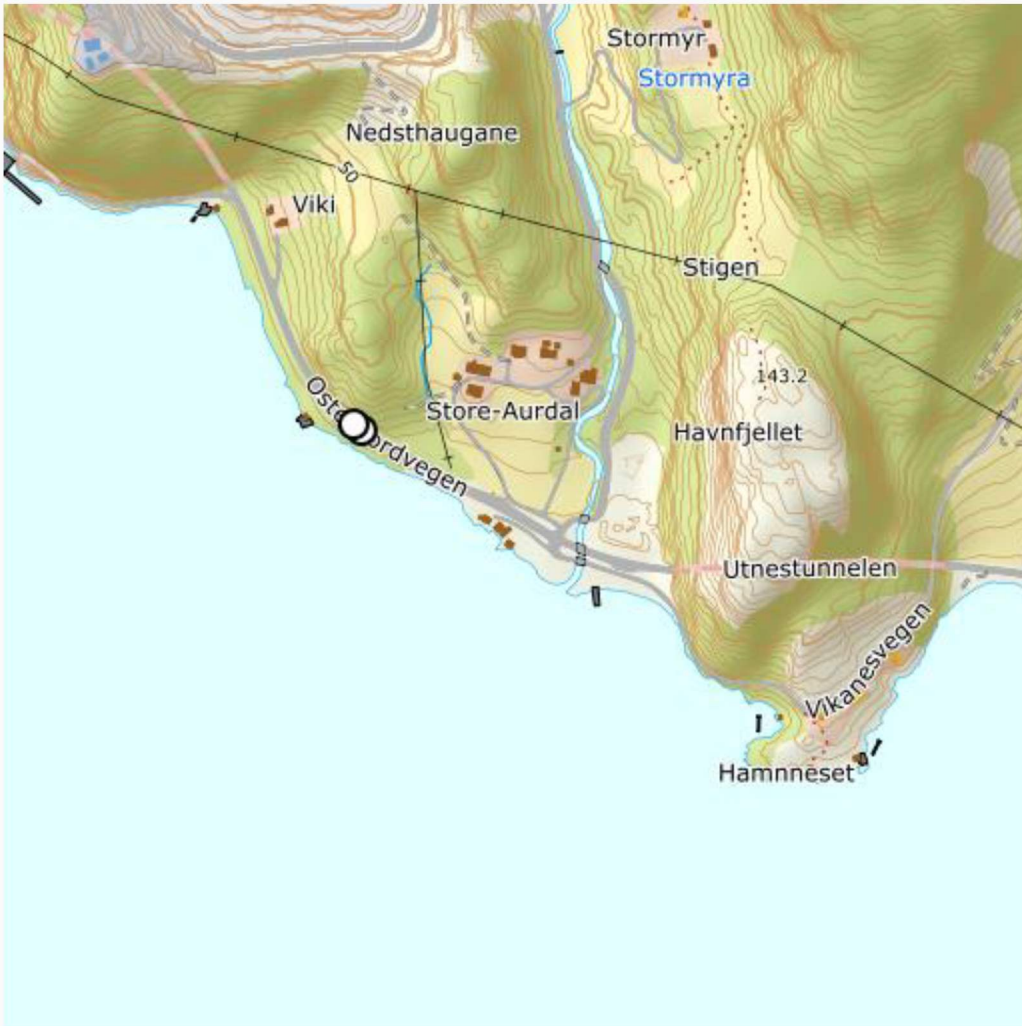 Stormyr
Stormyra
Nedsthaugane
50
Viki
Stigen
143.2
Store-Aurdal
Havnfjellet
Utnestunnelen
Vikanesvegen
Hamnneset